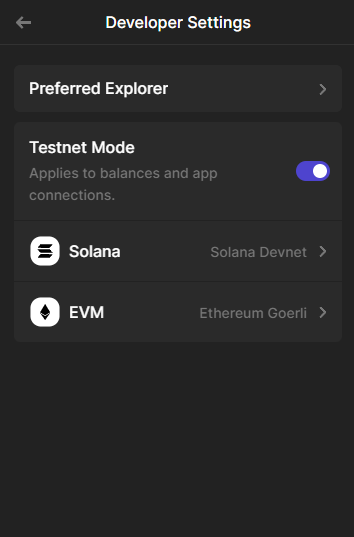 Developer Settings
Preferred Explorer
Testnet Mode
Applies to balances and app
connections.
Solana Solana Devnet
EVM Ethereum Goerli